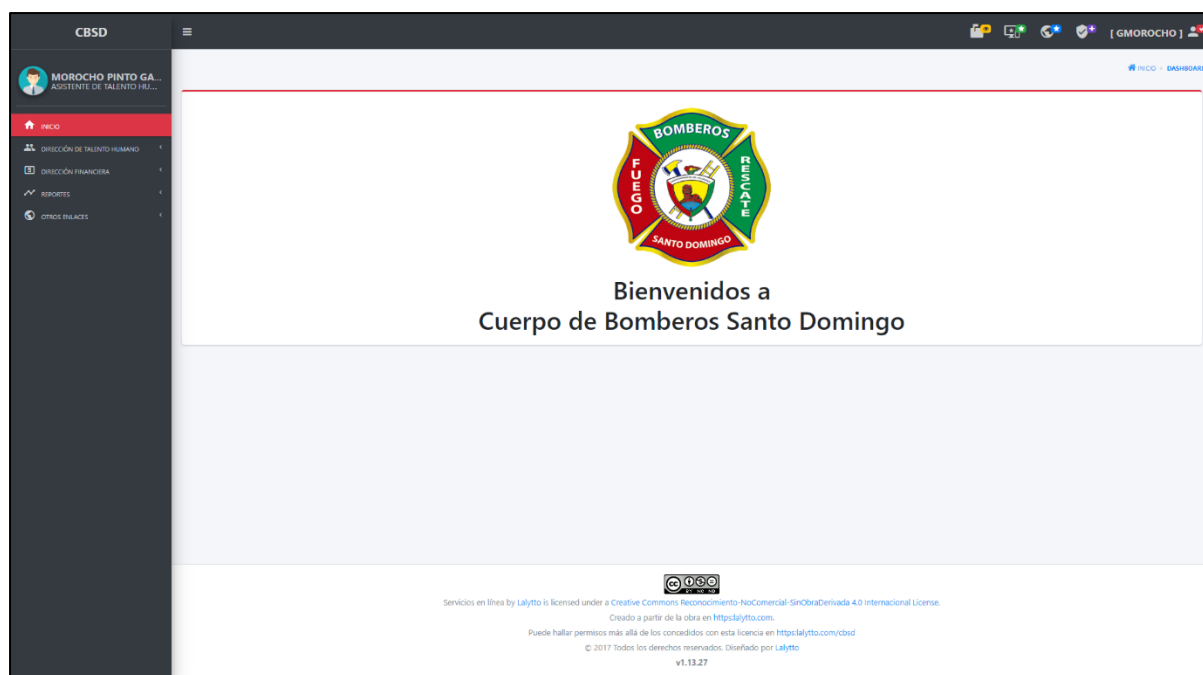 CBSD
[ GMOROCHO ]
MOROCHO PINTO GA...
ASISTENTE DE TALENTO HU...
INICIO
DIRECCIÓN DE TALENTO HUMANO
DIRECCIÓN FINANCIERA
REPORTES
OTROS ENLACES
INICIO - DASHBOARD
BOMBEROS
FUEGO
RESCATE
SANTO DOMINGO
Bienvenidos a
Cuerpo de Bomberos Santo Domingo
cc BY NC ND
Servicios en línea by Lalytto is licensed under a Creative Commons Reconocimiento-NoComercial-SinObraDerivada 4.0 Internacional License.
Creado a partir de la obra en https:lalytto.com.
Puede hallar permisos más allá de los concedidos con esta licencia en https:lalytto.com/cbsd
© 2017 Todos los derechos reservados. Diseñado por Lalytto
v1.13.27